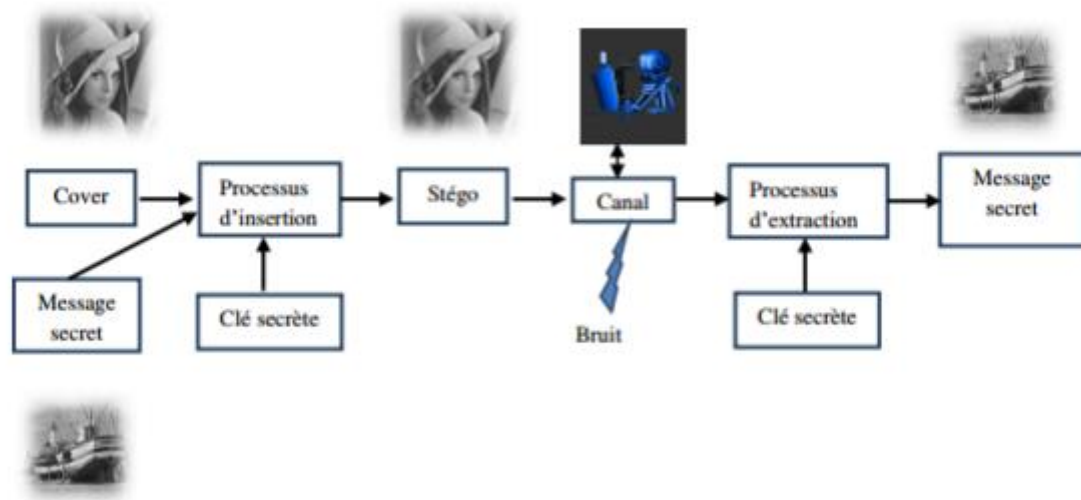 Cover
Processus
d'insertion
Stégo
Canal
Processus
d'extraction
Message
secret
Message
secret
Clé secrète
Bruit
Clé secrète